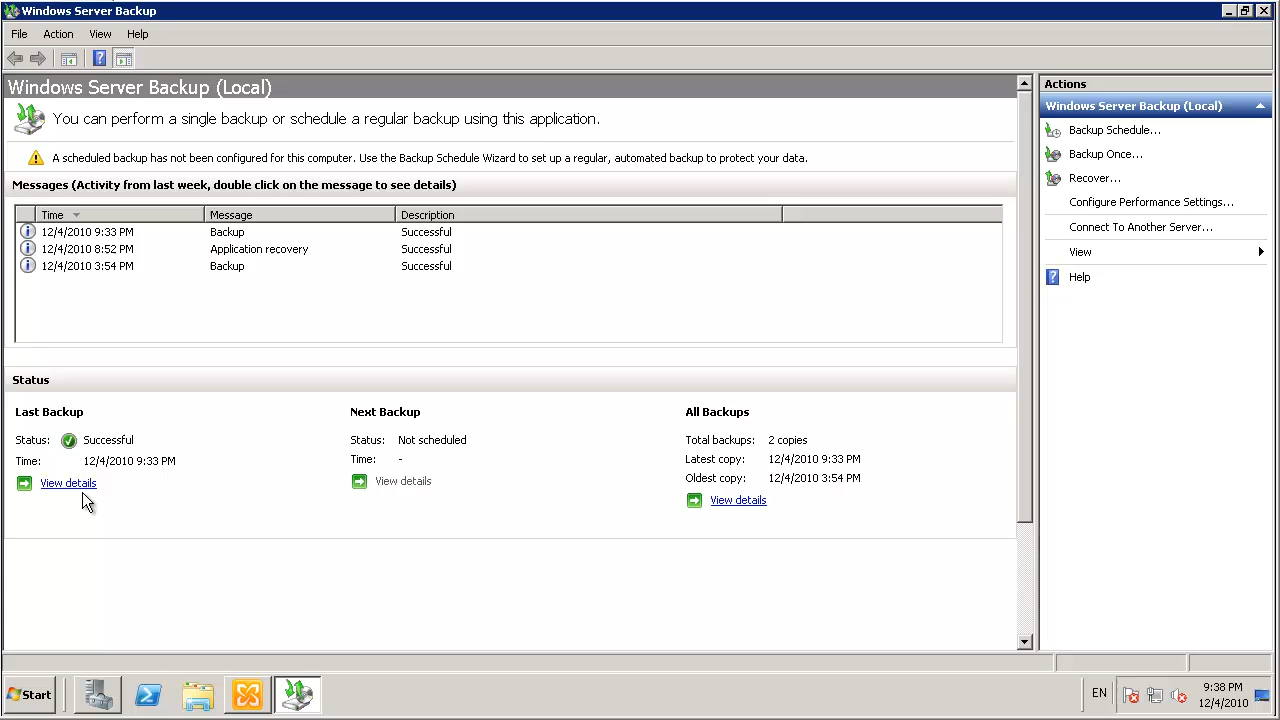 Windows Server Backup
File Action View Help
Windows Server Backup (Local)
You can perform a single backup or schedule a regular backup using this application.
A scheduled backup has not been configured for this computer. Use the Backup Schedule Wizard to set up a regular, automated backup to protect your data.
Messages (Activity from last week, double click on the message to see details)
Time Message Description
12/4/2010 9:33 PM Backup Successful
12/4/2010 8:52 PM Application recovery Successful
12/4/2010 3:54 PM Backup Successful
Status
Last Backup
Status: Successful
Time: 12/4/2010 9:33 PM
View details
Next Backup
Status: Not scheduled
Time: -
View details
All Backups
Total backups: 2 copies
Latest copy: 12/4/2010 9:33 PM
Oldest copy: 12/4/2010 3:54 PM
View details
Actions
Windows Server Backup (Local)
Backup Schedule...
Backup Once...
Recover...
Configure Performance Settings...
Connect To Another Server...
View
Help
Start
EN
9:38 PM
12/4/2010